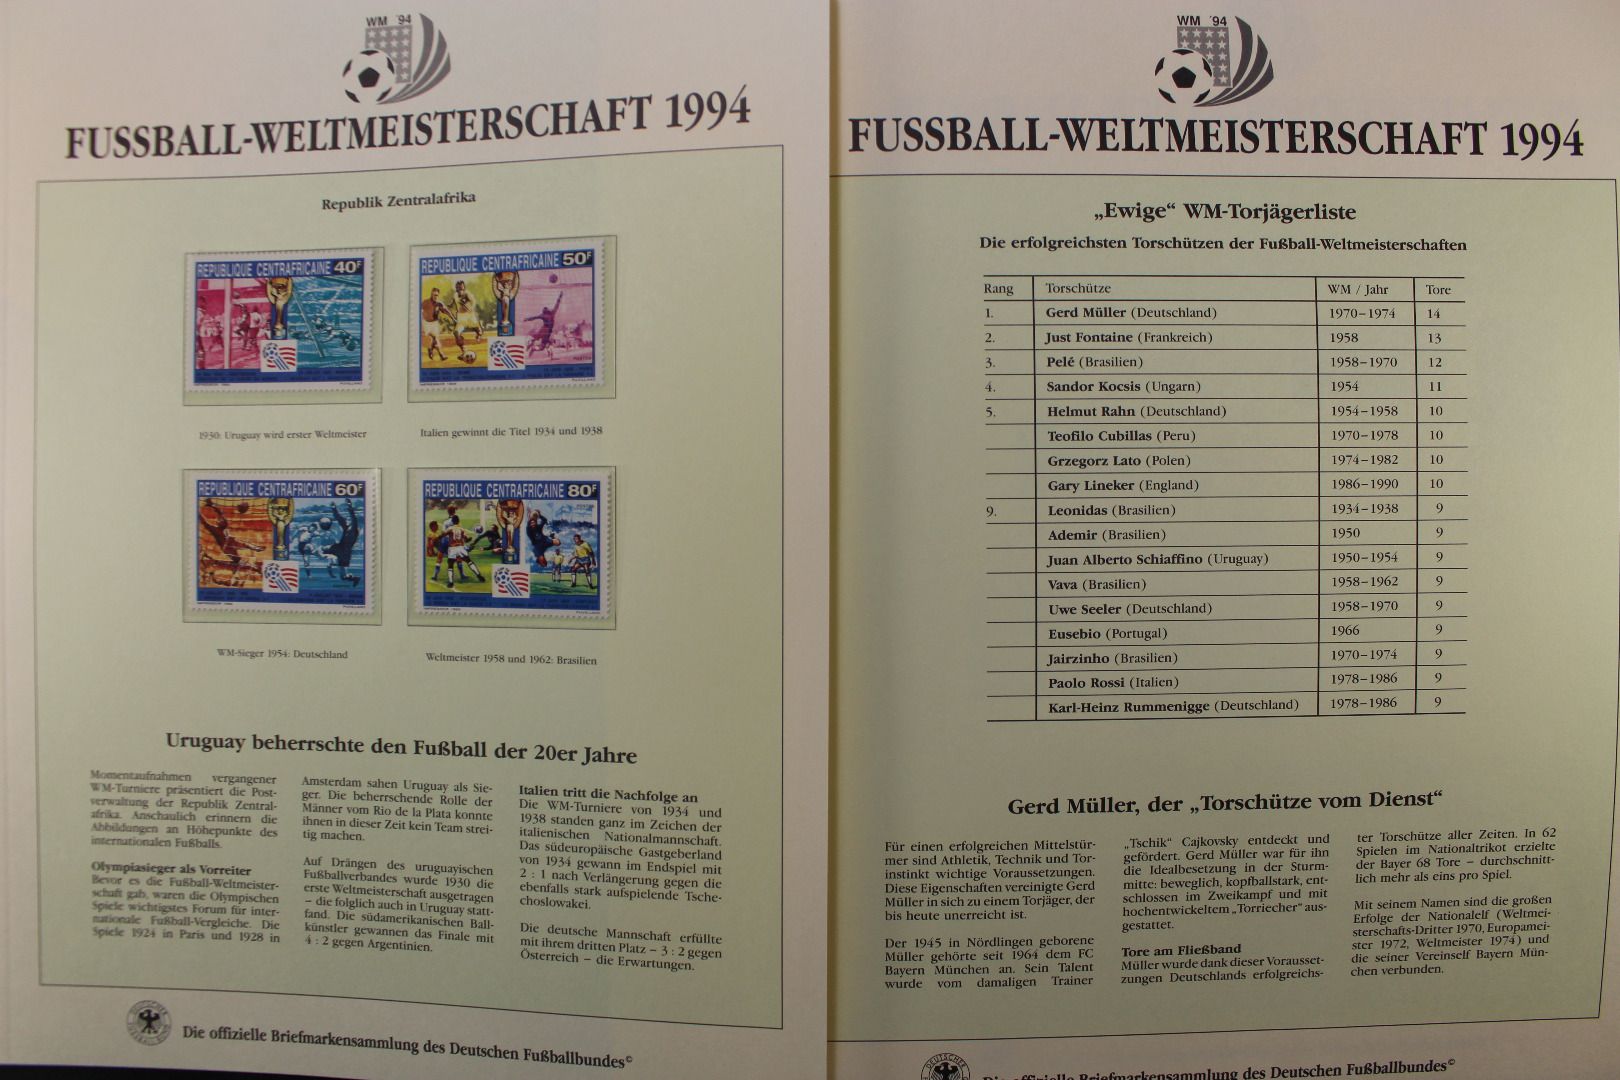 WM '94
FUSSBALL-WELTMEISTERSCHAFT 1994
Republik Zentralafrika
REPUBLIQUE CENTRAFRICAINE 40F
REPUBLIQUE CENTRAFRICAINE 50F
1930: Uruguay wird erster Weltmeister
Italien gewinnt die Titel 1934 und 1938
REPUBLIQUE CENTRAFRICAINE 60F
REPUBLIQUE CENTRAFRICAINE 80F
WM-Sieger 1954: Deutschland
Weltmeister 1958 und 1962: Brasilien
Uruguay beherrschte den Fußball der 20er Jahre
Momentaufnahmen vergangener
WM-Turniere präsentiert die Post-
verwaltung der Republik Zentral-
afrika. Anschaulich erinnern die
Abbildungen an Höhepunkte des
internationalen Fußballs.
Olympiasieger als Vorreiter
Bevor es die Fußball-Weltmeister-
schaft gab, waren die Olympischen
Spiele wichtigstes Forum für inter-
nationale Fußball-Vergleiche. Die
Spiele 1924 in Paris und 1928 in
Amsterdam sahen Uruguay als Sie-
ger. Die beherrschende Rolle der
Männer vom Rio de la Plata konnte
ihnen in dieser Zeit kein Team strei-
tig machen.
Auf Drängen des uruguayischen
Fußballverbandes wurde 1930 die
erste Weltmeisterschaft ausgetragen
– die folglich auch in Uruguay statt-
fand. Die südamerikanischen Ball-
künstler gewannen das Finale mit
4 : 2 gegen Argentinien.
Italien tritt die Nachfolge an
Die WM-Turniere von 1934 und
1938 standen ganz im Zeichen der
italienischen Nationalmannschaft.
Das südeuropäische Gastgeberland
von 1934 gewann im Endspiel mit
2 : 1 nach Verlängerung gegen die
ebenfalls stark aufspielende Tsche-
choslowakei.
Die deutsche Mannschaft erfüllte
mit ihrem dritten Platz – 3 : 2 gegen
Österreich – die Erwartungen.
Die offizielle Briefmarkensammlung des Deutschen Fußballbundes©
WM '94
FUSSBALL-WELTMEISTERSCHAFT 1994
„Ewige“ WM-Torjägerliste
Die erfolgreichsten Torschützen der Fußball-Weltmeisterschaften
Rang Torschütze WM / Jahr Tore
1. Gerd Müller (Deutschland) 1970–1974 14
2. Just Fontaine (Frankreich) 1958 13
3. Pelé (Brasilien) 1958–1970 12
4. Sandor Kocsis (Ungarn) 1954 11
5. Helmut Rahn (Deutschland) 1954–1958 10
Teofilo Cubillas (Peru) 1970–1978 10
Grzegorz Lato (Polen) 1974–1982 10
Gary Lineker (England) 1986–1990 10
9. Leonidas (Brasilien) 1934–1938 9
Ademir (Brasilien) 1950 9
Juan Alberto Schiaffino (Uruguay) 1950–1954 9
Vava (Brasilien) 1958–1962 9
Uwe Seeler (Deutschland) 1958–1970 9
Eusebio (Portugal) 1966 9
Jairzinho (Brasilien) 1970–1974 9
Paolo Rossi (Italien) 1978–1986 9
Karl-Heinz Rummenigge (Deutschland) 1978–1986 9
Gerd Müller, der „Torschütze vom Dienst“
Für einen erfolgreichen Mittelstür-
mer sind Athletik, Technik und Tor-
instinkt wichtige Voraussetzungen.
Diese Eigenschaften vereinigte Gerd
Müller in sich zu einem Torjäger, der
bis heute unerreicht ist.
Der 1945 in Nördlingen geborene
Müller gehörte seit 1964 dem FC
Bayern München an. Sein Talent
wurde vom damaligen Trainer
„Tschik“ Cajkovsky entdeckt und
gefördert. Gerd Müller war für ihn
die Idealbesetzung in der Sturm-
mitte: beweglich, kopfballstark, ent-
schlossen im Zweikampf und mit
hochentwickeltem „Torriecher“ aus-
gestattet.
Tore am Fließband
Müller wurde dank dieser Vorausset-
zungen Deutschlands erfolgreichs-
ter Torschütze aller Zeiten. In 62
Spielen im Nationaltrikot erzielte
der Bayer 68 Tore – durchschnitt-
lich mehr als eins pro Spiel.
Mit seinem Namen sind die großen
Erfolge der Nationalelf (Weltmei-
sterschafts-Dritter 1970, Europamei-
ster 1972, Weltmeister 1974) und
die seiner Vereinself Bayern Mün-
chen verbunden.
Die offizielle Briefmarkensammlung des Deutschen Fußballbundes©